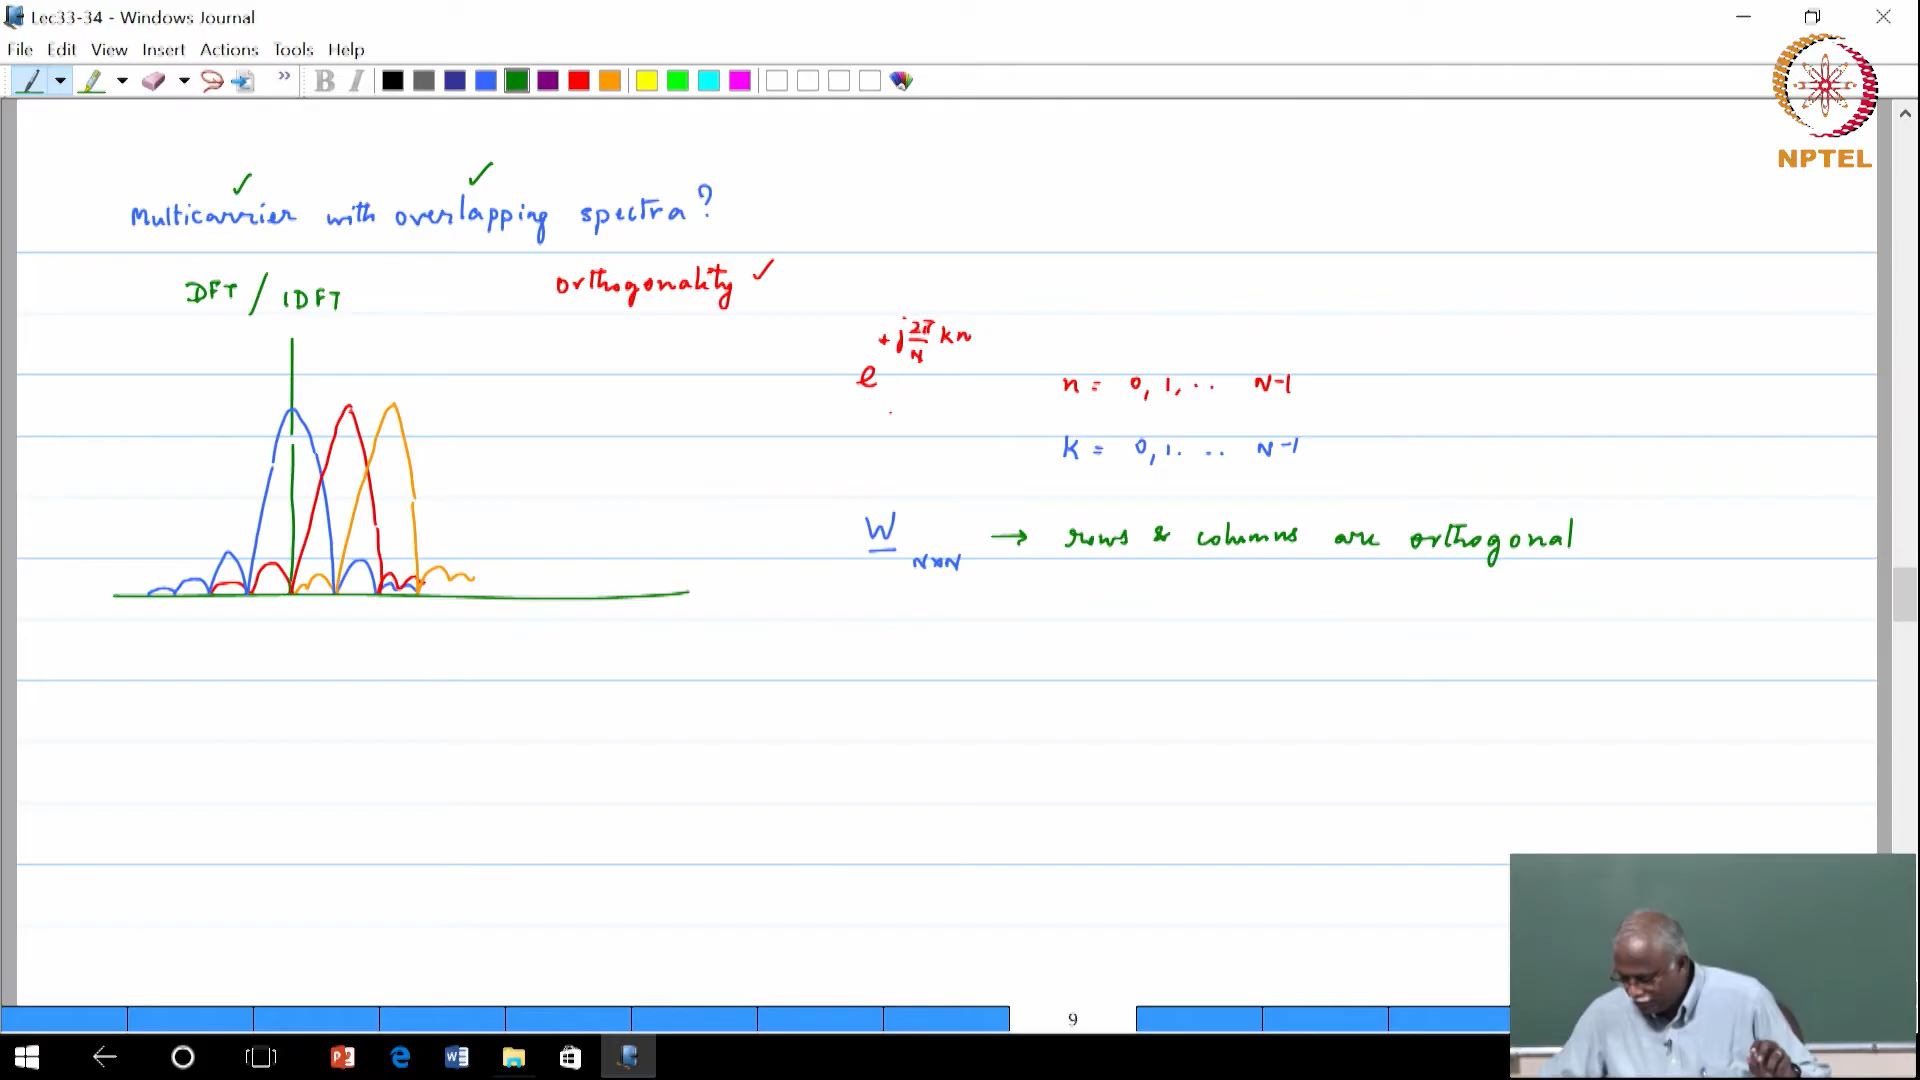 Lec33-34 - Windows Journal
File Edit View Insert Actions Tools Help
B I
NPTEL
Multicarrier with overlapping spectra?
DFT / IDFT
Orthogonality ✓
e^{+j 2π/N kn}
n = 0, 1, .. N-1
k = 0, 1. .. N-1
W N×N → rows & columns are orthogonal
9